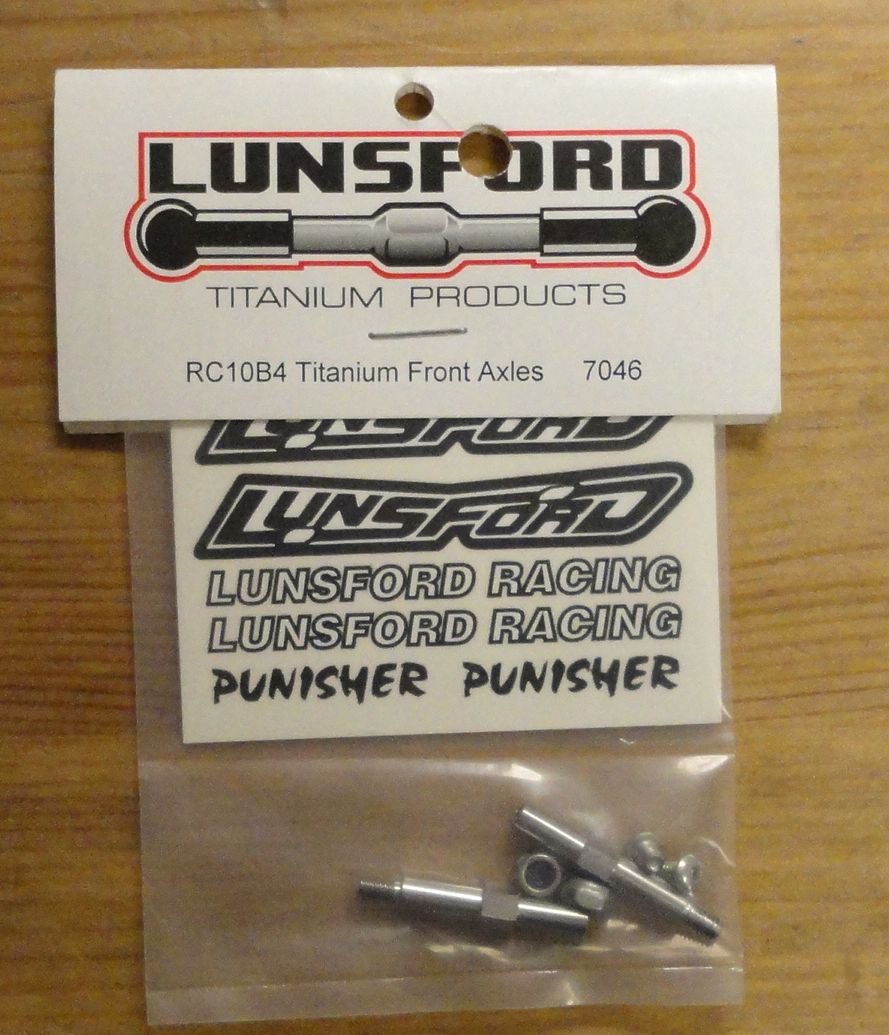 LUNSFORD
TITANIUM PRODUCTS
RC10B4 Titanium Front Axles 7046
LUNSFORD
LUNSFORD
LUNSFORD RACING
LUNSFORD RACING
PUNISHER PUNISHER